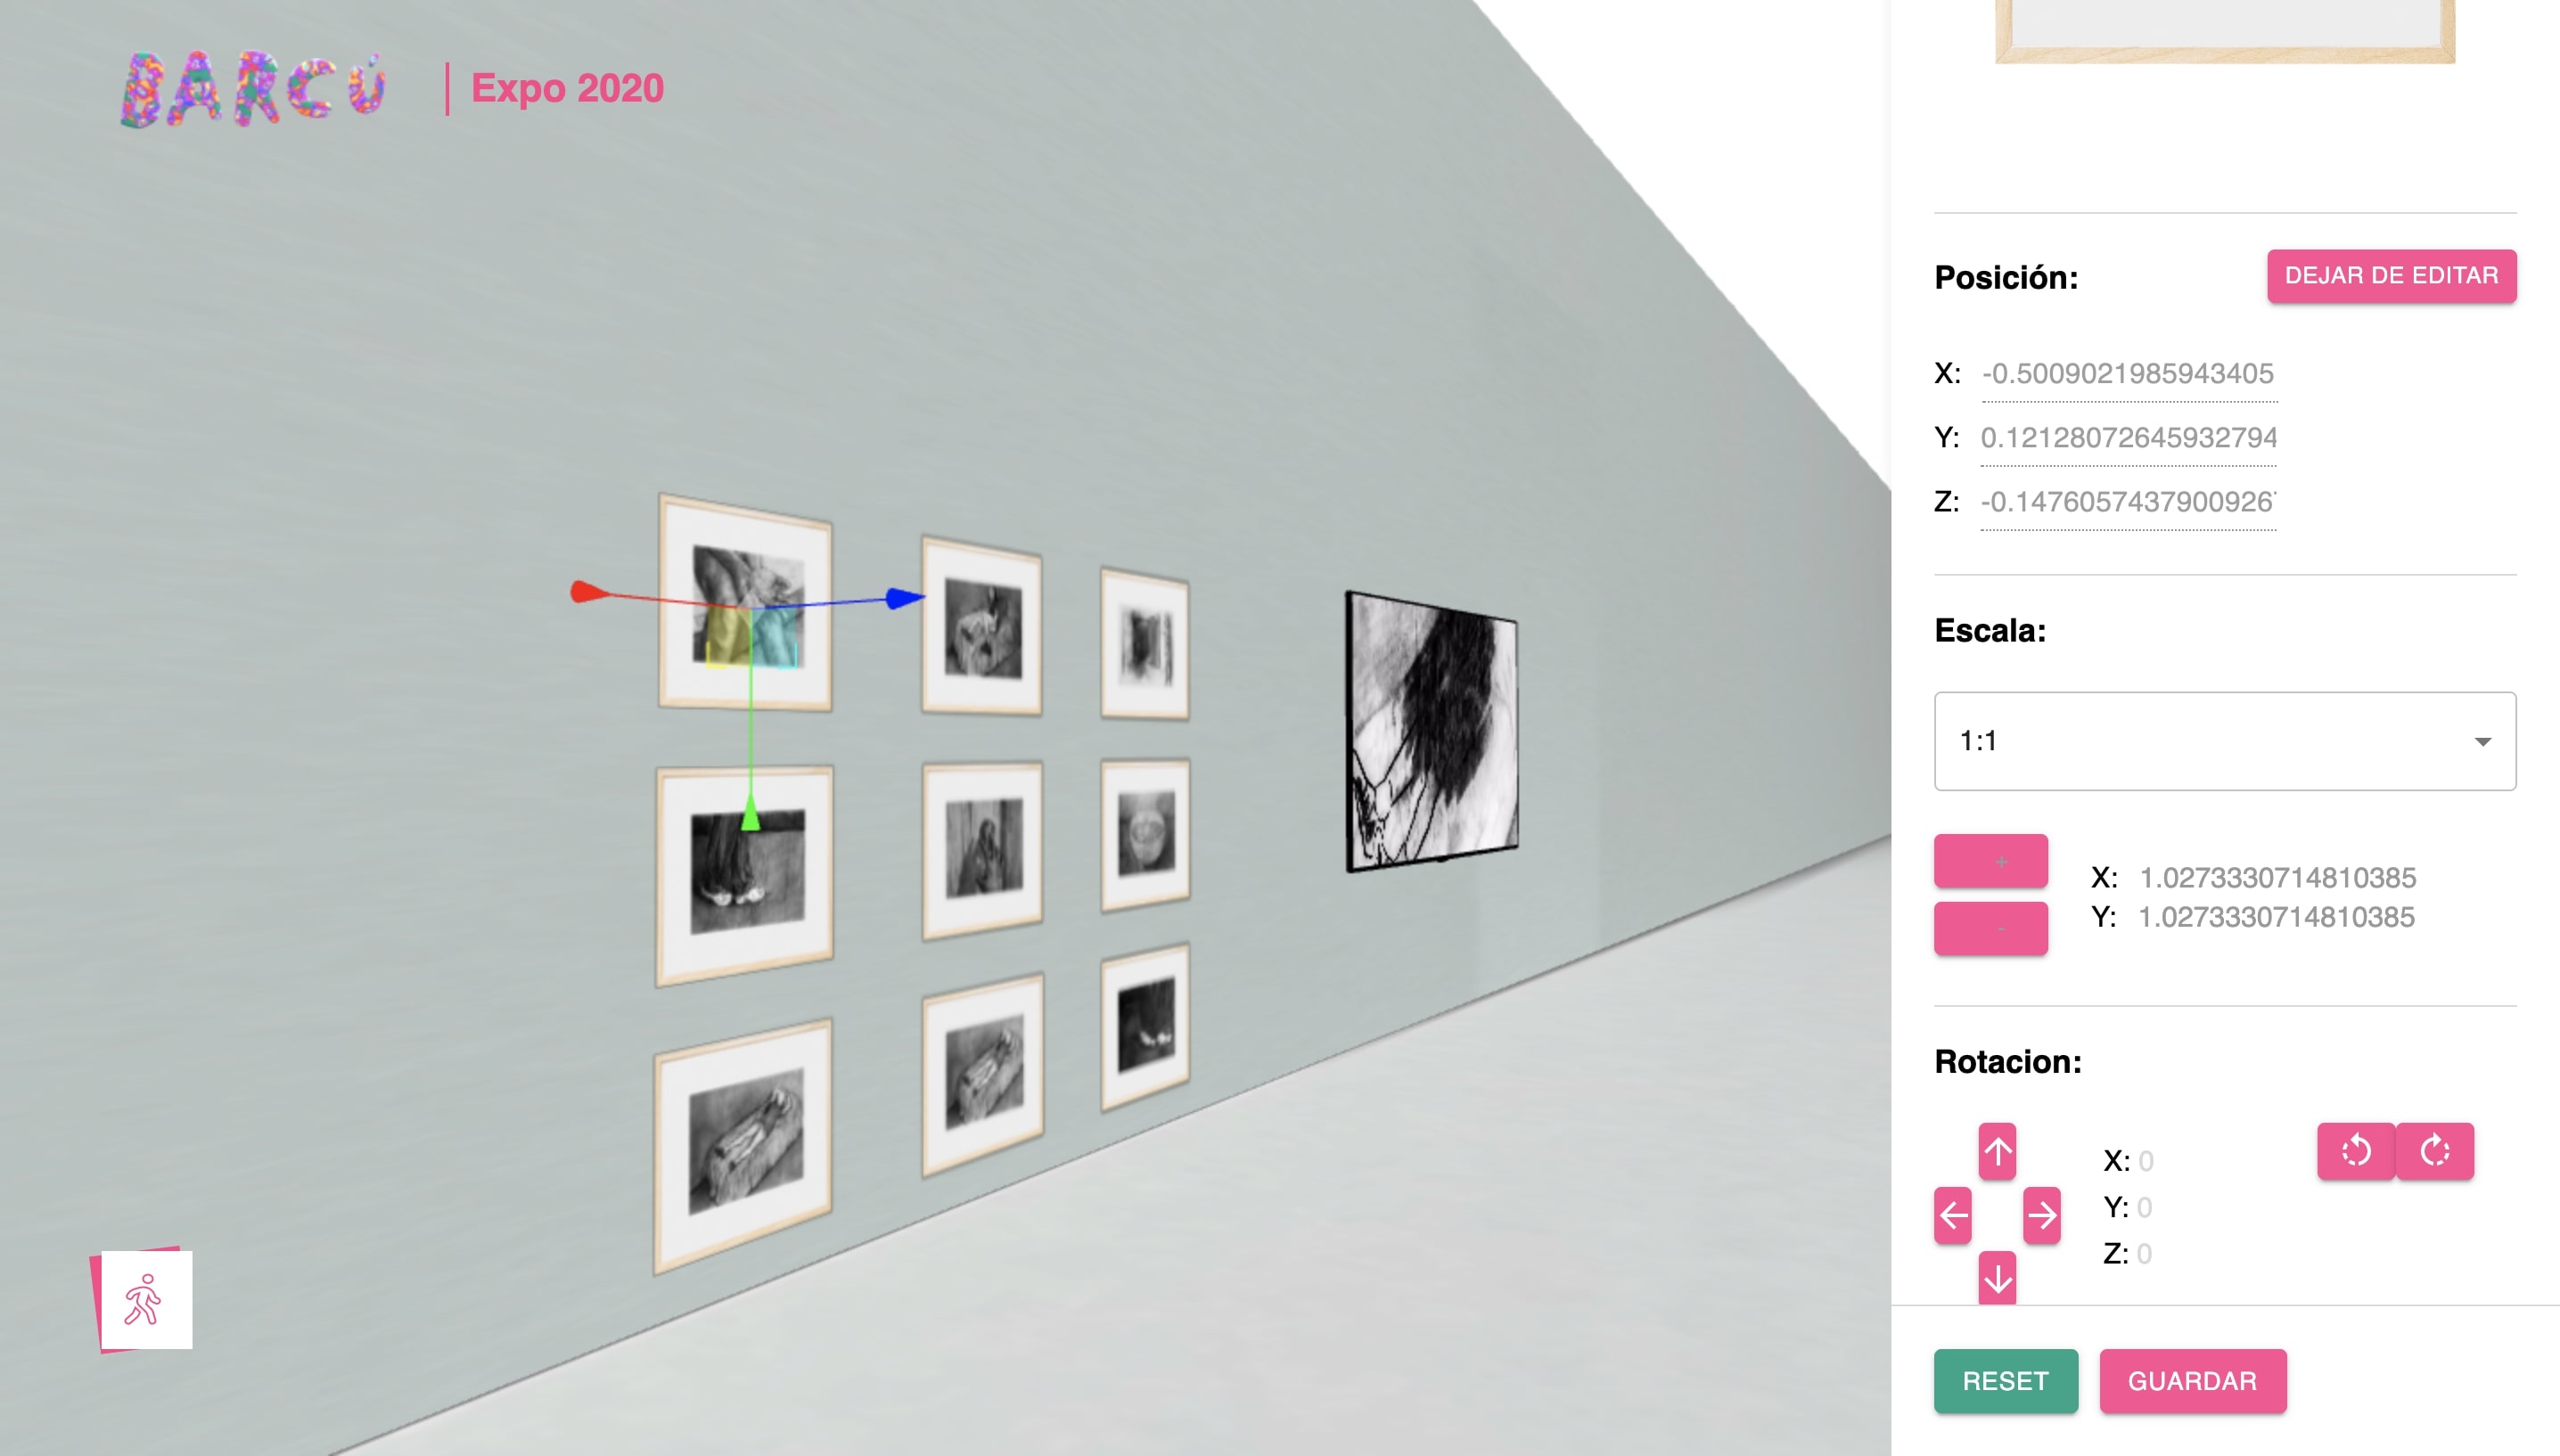 BARCÚ | Expo 2020
Posición:
DEJAR DE EDITAR
X: -0.5009021985943405
Y: 0.12128072645932794
Z: -0.1476057437900926
Escala:
1:1
+
-
X: 1.0273330714810385
Y: 1.0273330714810385
Rotacion:
X: 0
Y: 0
Z: 0
RESET
GUARDAR